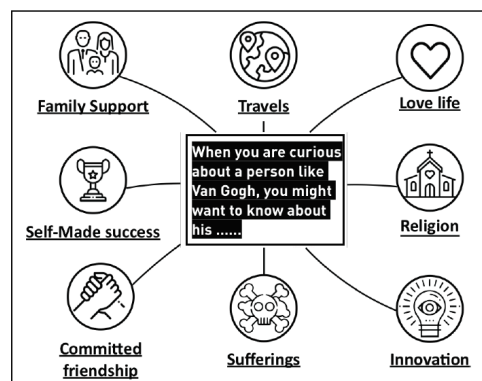 Family Support
Travels
Love life
When you are curious
about a person like
Van Gogh, you might
want to know about
his ......
Self-Made success
Religion
Committed
friendship
Sufferings
Innovation